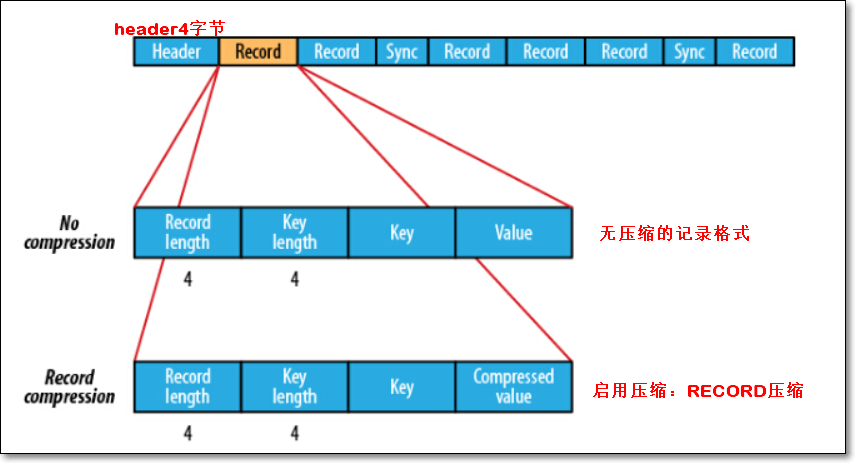 header4字节
Header Record Record Sync Record Record Record Sync Record
No compression
Record length
Key length
Key
Value
无压缩的记录格式
4 4
Record compression
Record length
Key length
Key
Compressed value
启用压缩：RECORD压缩
4 4